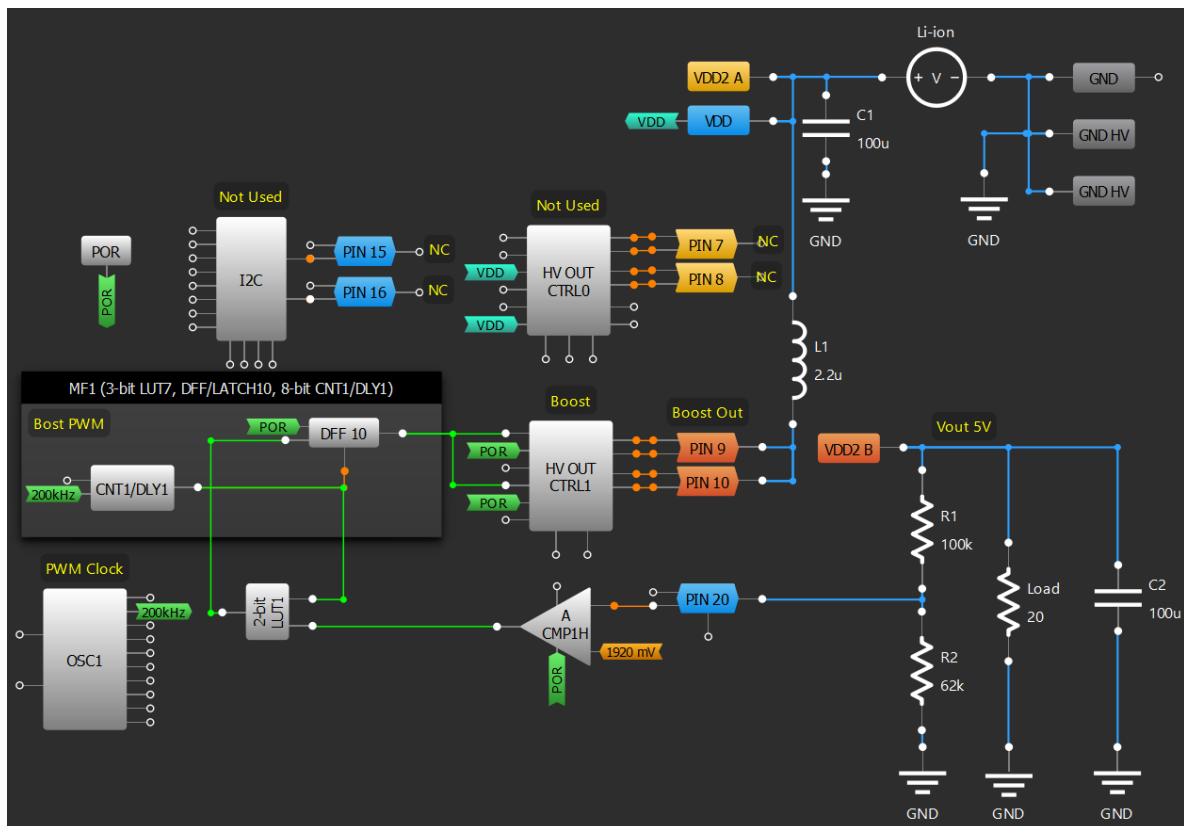 Li-ion
VDD2 A
+ V −
GND
VDD
VDD
C1
100u
GND HV
GND HV
GND
GND
Not Used
Not Used
POR
POR
I2C
PIN 15
NC
PIN 16
NC
VDD
VDD
HV OUT
CTRL0
PIN 7
NC
PIN 8
NC
L1
2.2u
MF1 (3-bit LUT7, DFF/LATCH10, 8-bit CNT1/DLY1)
Bost PWM
POR
DFF 10
200kHz
CNT1/DLY1
Boost
Boost Out
POR
POR
HV OUT
CTRL1
PIN 9
PIN 10
VDD2 B
Vout 5V
R1
100k
Load
20
C2
100u
R2
62k
PWM Clock
OSC1
200kHz
2-bit
LUT1
A
CMP1H
POR
1920 mV
PIN 20
GND
GND
GND